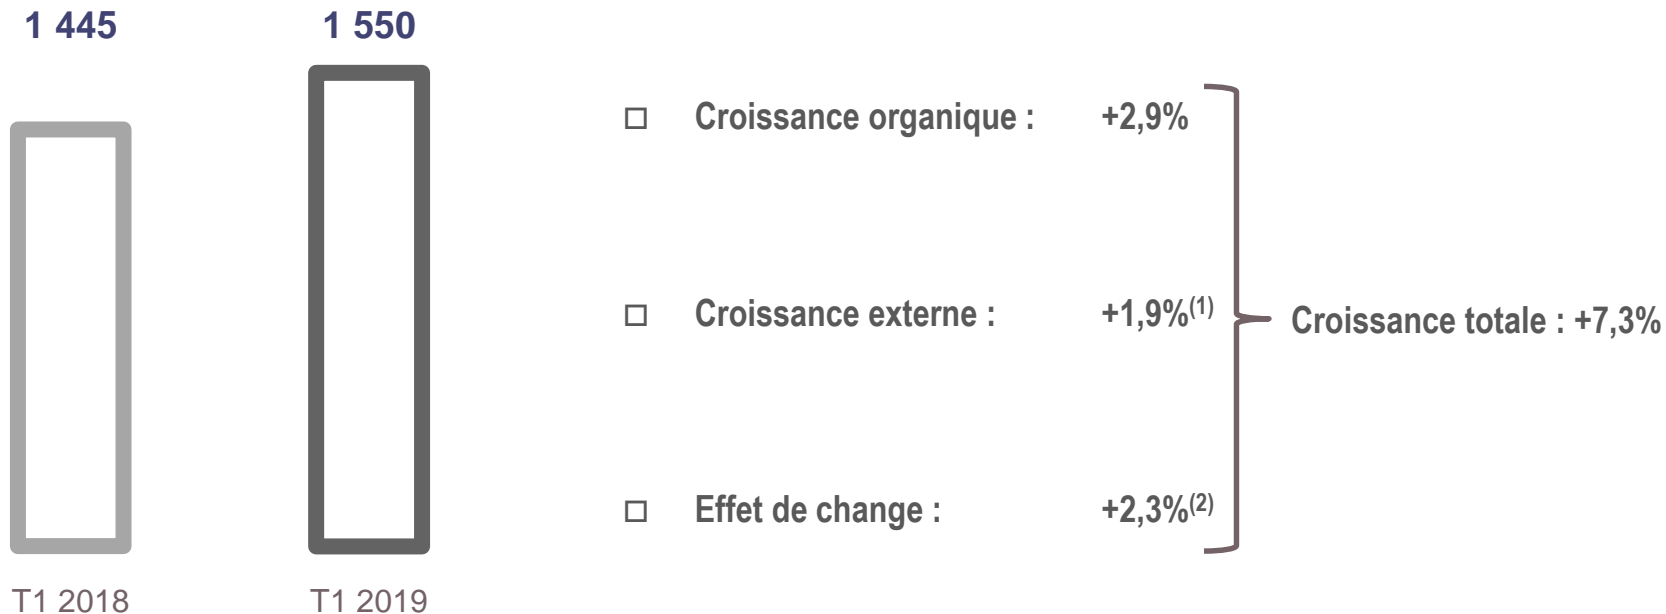 1 445
1 550
□ Croissance organique : +2,9%
□ Croissance externe : +1,9%(1)
Croissance totale : +7,3%
□ Effet de change : +2,3%(2)
T1 2018
T1 2019